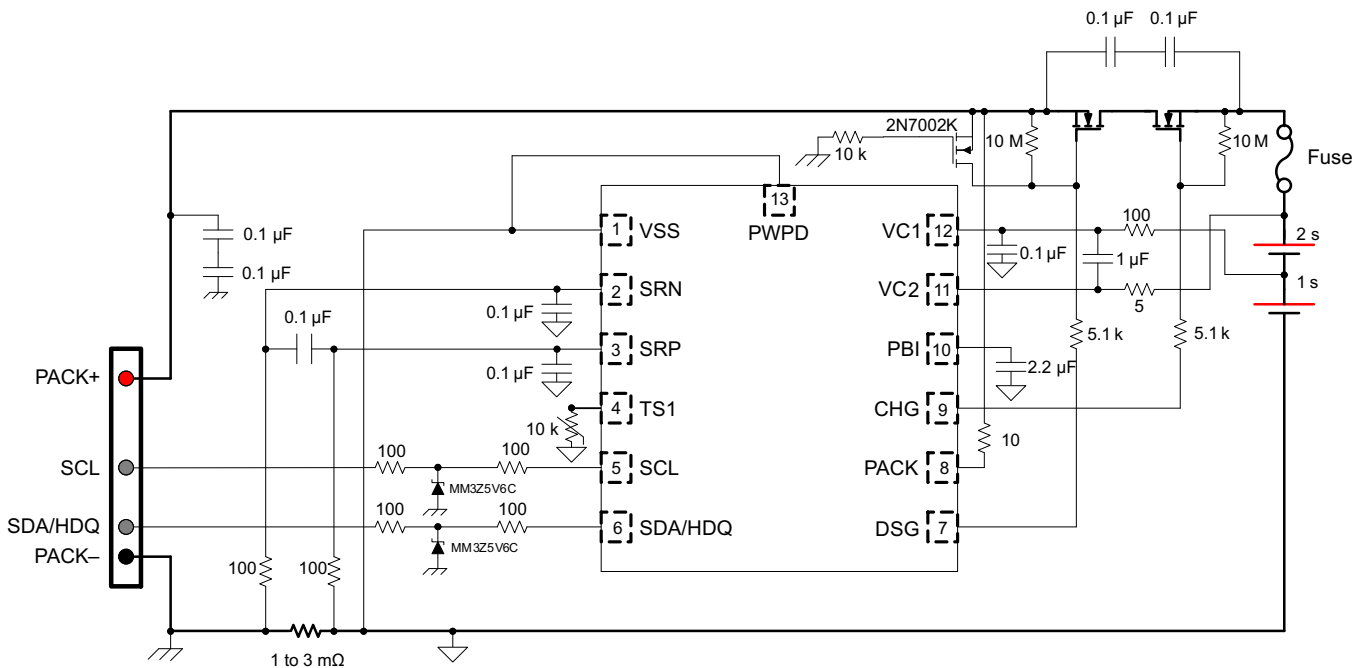 0.1 µF
0.1 µF
2N7002K
10 k
10 M
10 M
Fuse
13
PWPD
1
VSS
VC1
12
100
2 s
0.1 µF
0.1 µF
0.1 µF
1 µF
2
SRN
VC2
11
1 s
0.1 µF
5
0.1 µF
3
SRP
PBI
10
5.1 k
5.1 k
0.1 µF
2.2 µF
PACK+
4
TS1
CHG
9
10 k
10
100
100
SCL
5
SCL
PACK
8
MM3Z5V6C
100
100
SDA/HDQ
6
SDA/HDQ
DSG
7
MM3Z5V6C
PACK–
100
100
1 to 3 mΩ